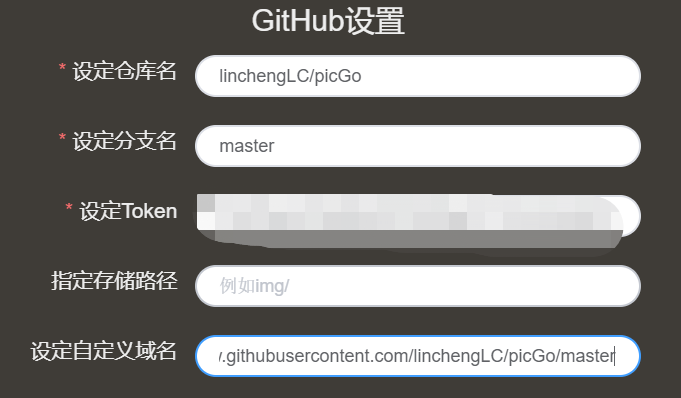 GitHub设置
* 设定仓库名 linchengLC/picGo
* 设定分支名 master
* 设定Token
指定存储路径 例如img/
设定自定义域名 .githubusercontent.com/linchengLC/picGo/master